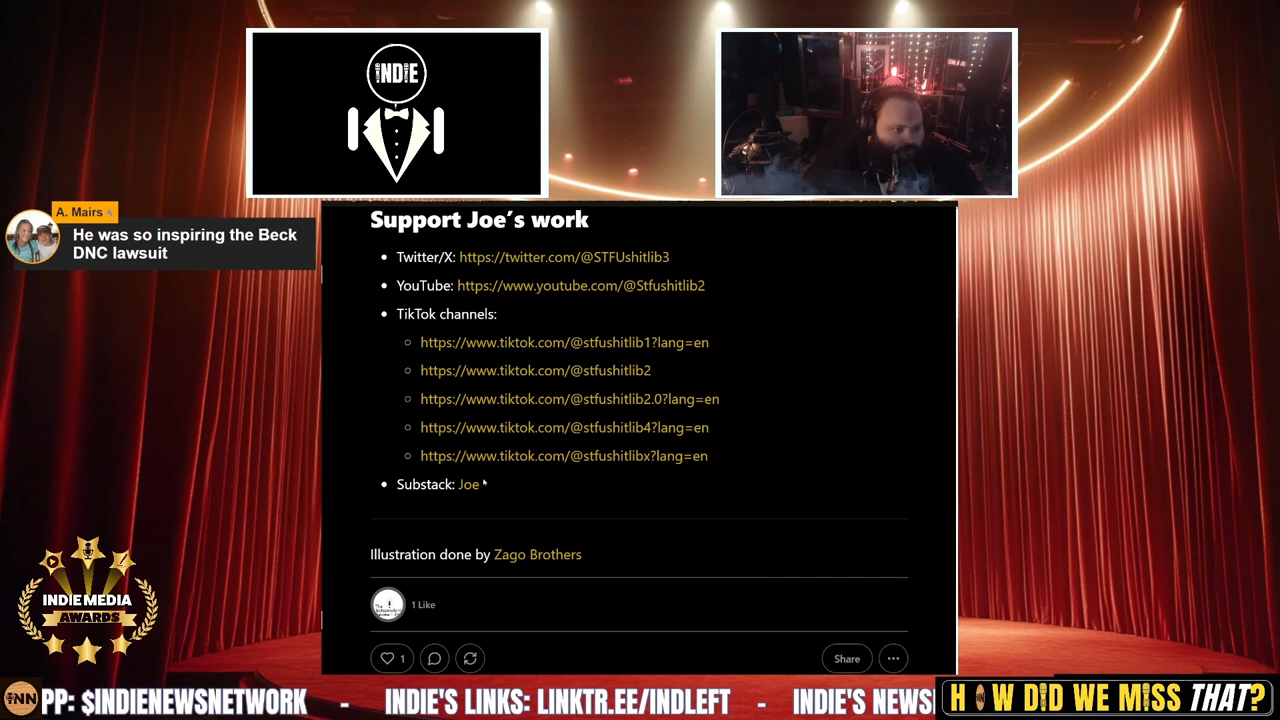 INDIE
A. Mairs
He was so inspiring the Beck
DNC lawsuit
Support Joe's work
Twitter/X: https://twitter.com/@STFUshitlib3
YouTube: https://www.youtube.com/@Stfushitlib2
TikTok channels:
https://www.tiktok.com/@stfushitlib1?lang=en
https://www.tiktok.com/@stfushitlib2
https://www.tiktok.com/@stfushitlib2.0?lang=en
https://www.tiktok.com/@stfushitlib4?lang=en
https://www.tiktok.com/@stfushitlibx?lang=en
Substack: Joe
Illustration done by Zago Brothers
1 Like
1
Share
INDIE MEDIA
AWARDS
INN
PP: $INDIENEWSNETWORK - INDIE'S LINKS: LINKTR.EE/INDLEFT - INDIE'S NEWS
HOW DID WE MISS THAT?